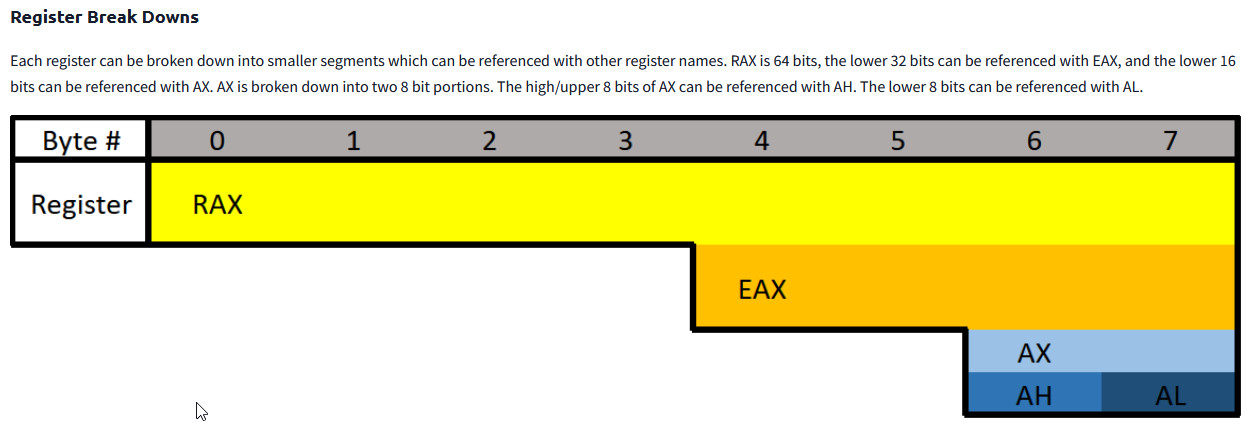 Register Break Downs
Each register can be broken down into smaller segments which can be referenced with other register names. RAX is 64 bits, the lower 32 bits can be referenced with EAX, and the lower 16
bits can be referenced with AX. AX is broken down into two 8 bit portions. The high/upper 8 bits of AX can be referenced with AH. The lower 8 bits can be referenced with AL.
Byte # 0 1 2 3 4 5 6 7
Register RAX
EAX
AX
AH AL